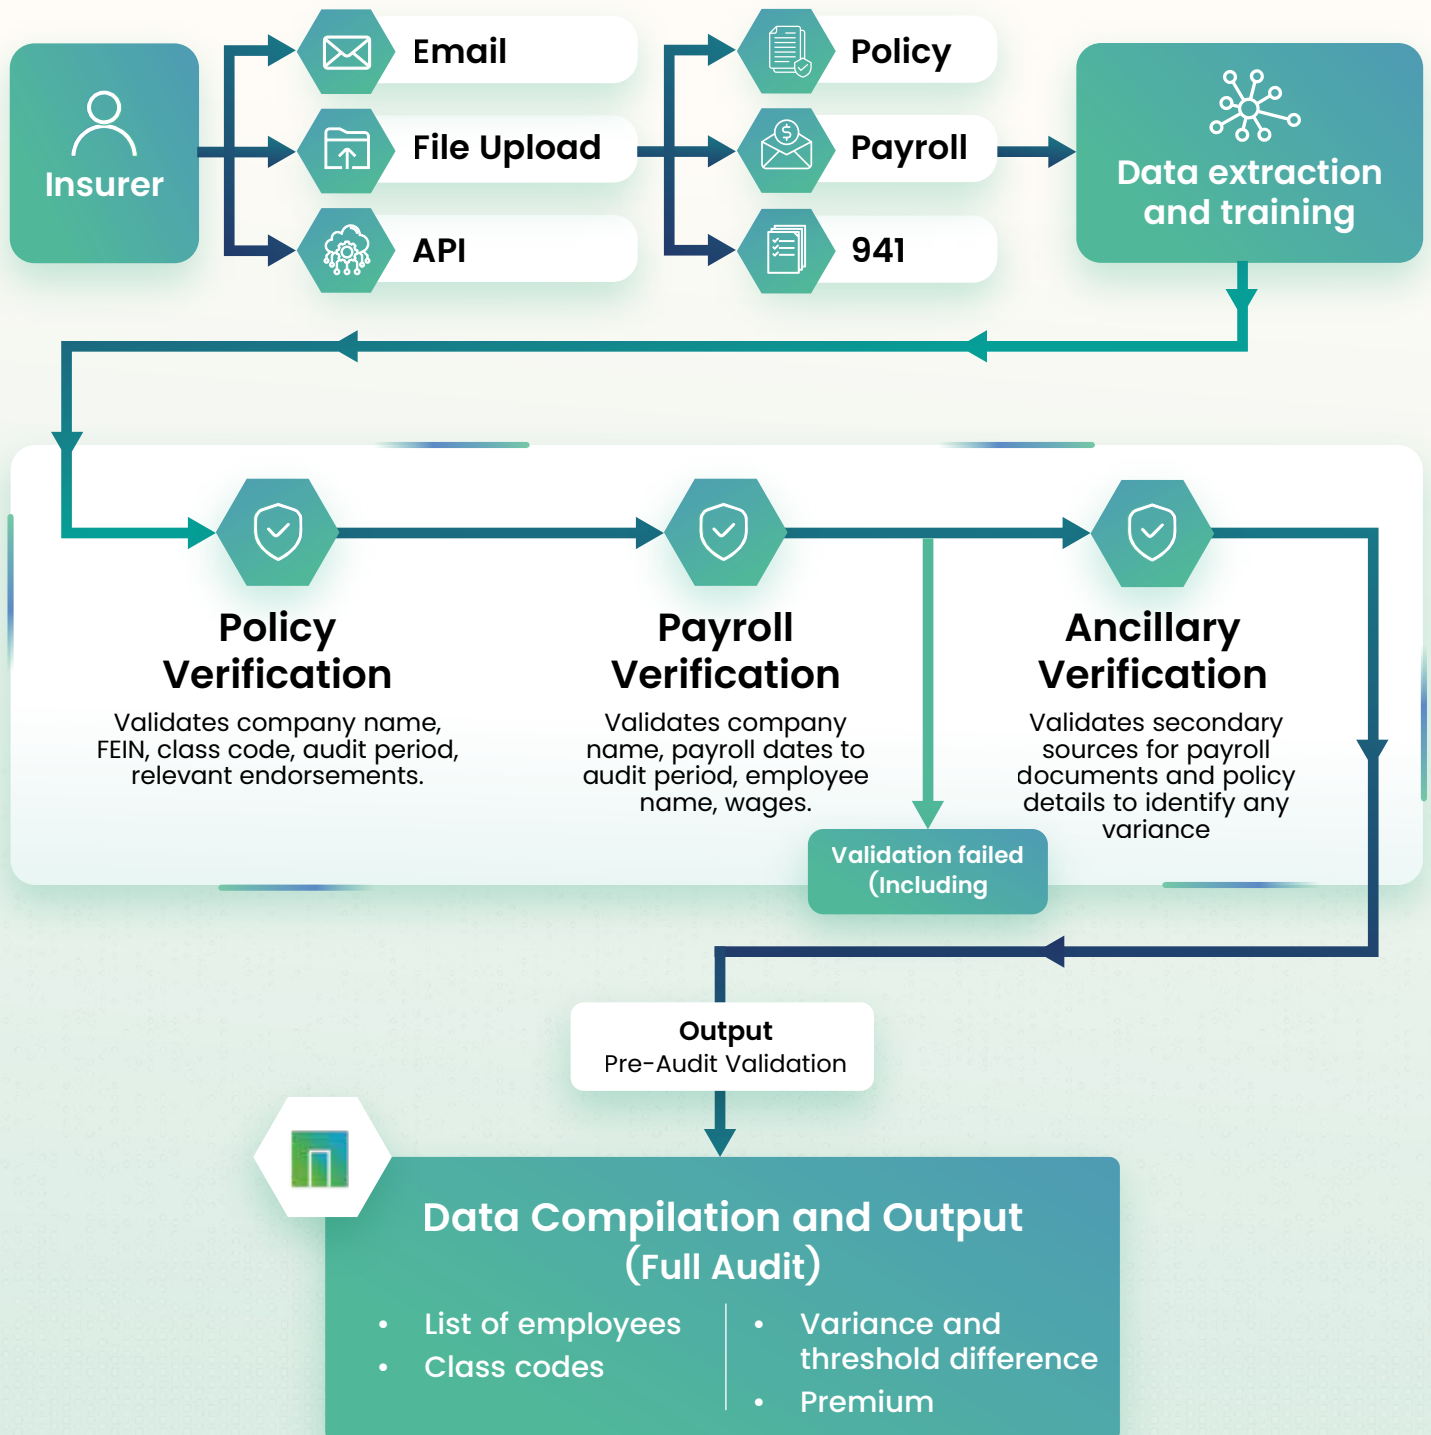 Insurer
Email
File Upload
API
Policy
Payroll
941
Data extraction
and training
Policy
Verification
Validates company name,
FEIN, class code, audit period,
relevant endorsements.
Payroll
Verification
Validates company
name, payroll dates to
audit period, employee
name, wages.
Ancillary
Verification
Validates secondary
sources for payroll
documents and policy
details to identify any
variance
Validation failed
(Including
Output
Pre-Audit Validation
Data Compilation and Output
(Full Audit)
• List of employees
• Class codes
• Variance and
threshold difference
• Premium